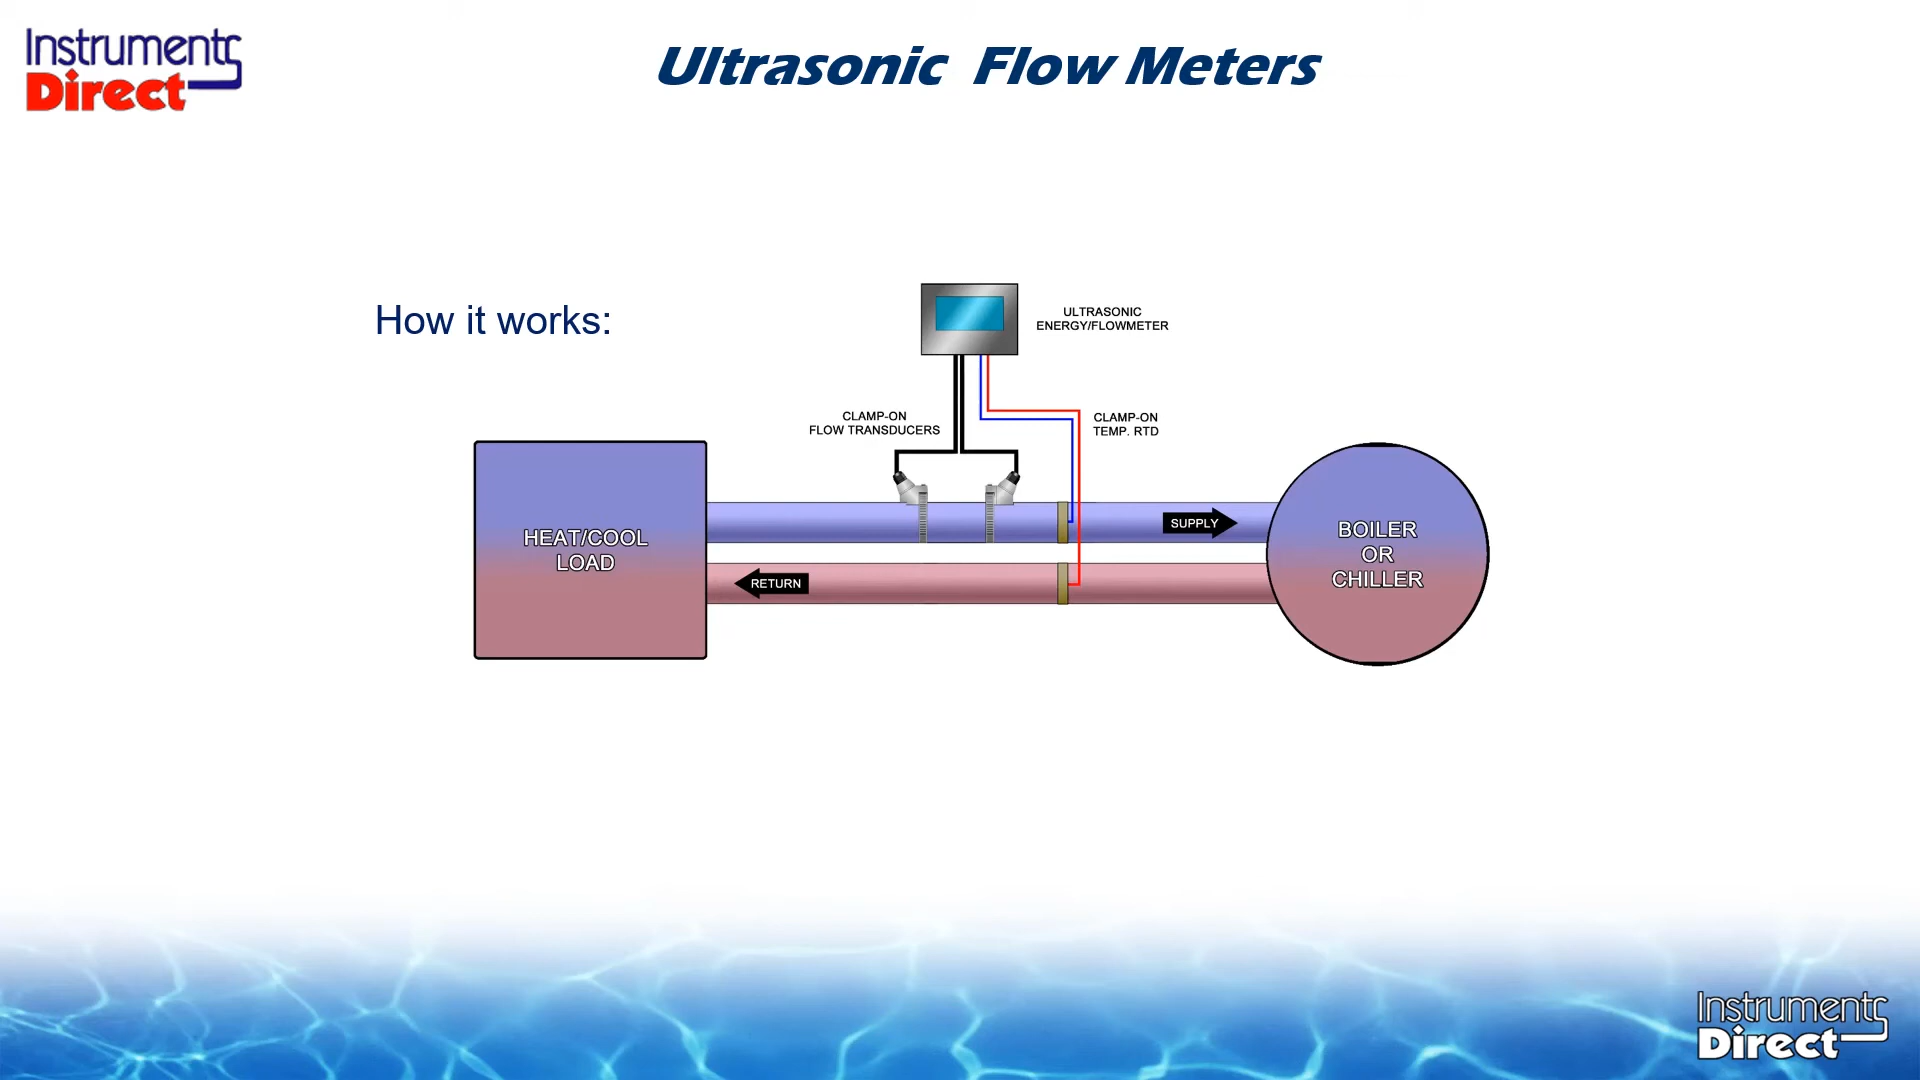 Instruments
Direct
Ultrasonic Flow Meters
How it works:
ULTRASONIC
ENERGY/FLOWMETER
CLAMP-ON
FLOW TRANSDUCERS
CLAMP-ON
TEMP. RTD
HEAT/COOL
LOAD
SUPPLY
RETURN
BOILER
OR
CHILLER
Instruments
Direct